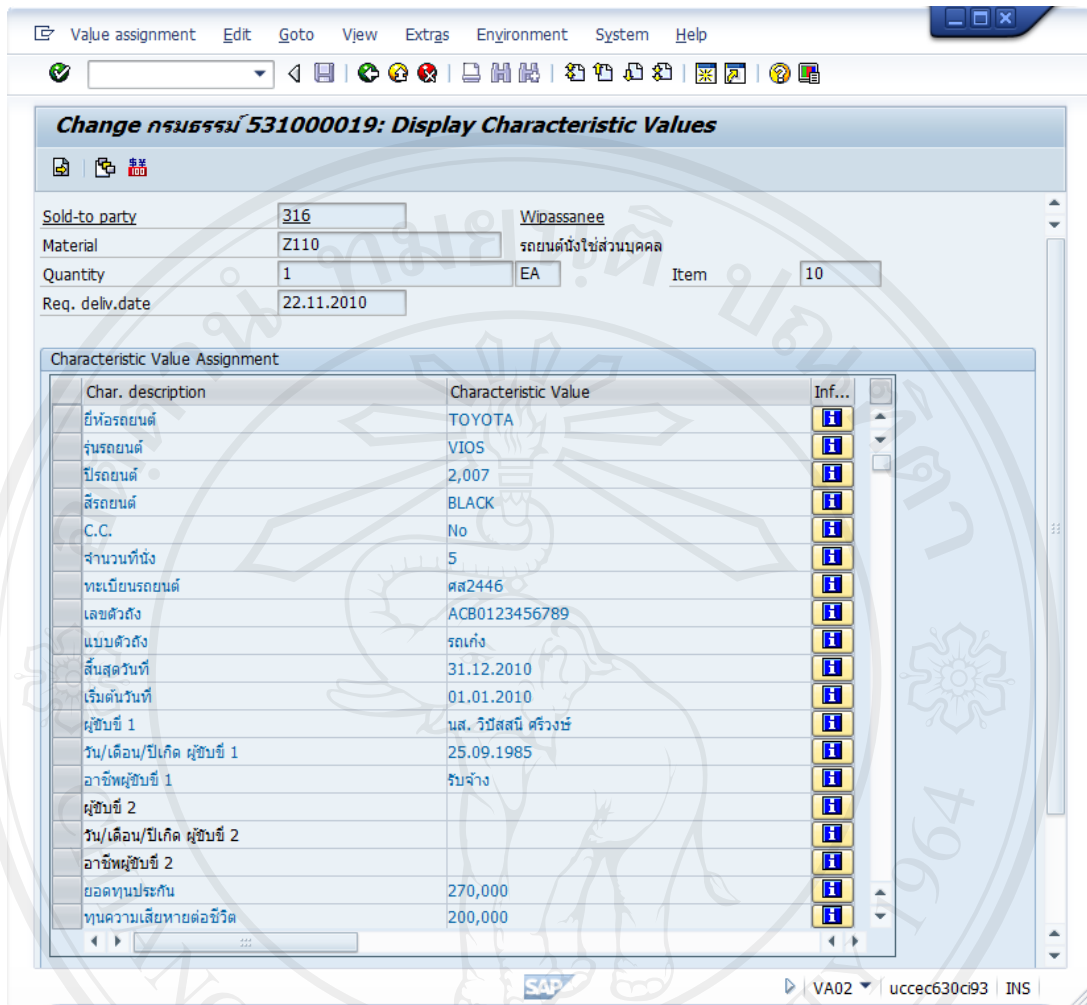 Value assignment Edit Goto View Extras Environment System Help
Change กรมธรรม์ 531000019: Display Characteristic Values
Sold-to party 316 Wipassanee
Material Z110 รถยนต์นั่งใช่ส่วนบุคคล
Quantity 1 EA Item 10
Req. deliv.date 22.11.2010
Characteristic Value Assignment
Char. description Characteristic Value Inf...
ยี่ห้อรถยนต์ TOYOTA
รุ่นรถยนต์ VIOS
ปีรถยนต์ 2,007
สีรถยนต์ BLACK
C.C. No
จำนวนที่นั่ง 5
ทะเบียนรถยนต์ ศส2446
เลขตัวถัง ACB0123456789
แบบตัวถัง รถเก๋ง
สิ้นสุดวันที่ 31.12.2010
เริ่มต้นวันที่ 01.01.2010
ผู้ขับขี่ 1 นส. วิปัสสนี ศรีวงษ์
วัน/เดือน/ปีเกิด ผู้ขับขี่ 1 25.09.1985
อาชีพผู้ขับขี่ 1 รับจ้าง
ผู้ขับขี่ 2
วัน/เดือน/ปีเกิด ผู้ขับขี่ 2
อาชีพผู้ขับขี่ 2
ยอดทุนประกัน 270,000
ทุนความเสียหายต่อชีวิต 200,000
SAP VA02 uccec630ci93 INS
1964